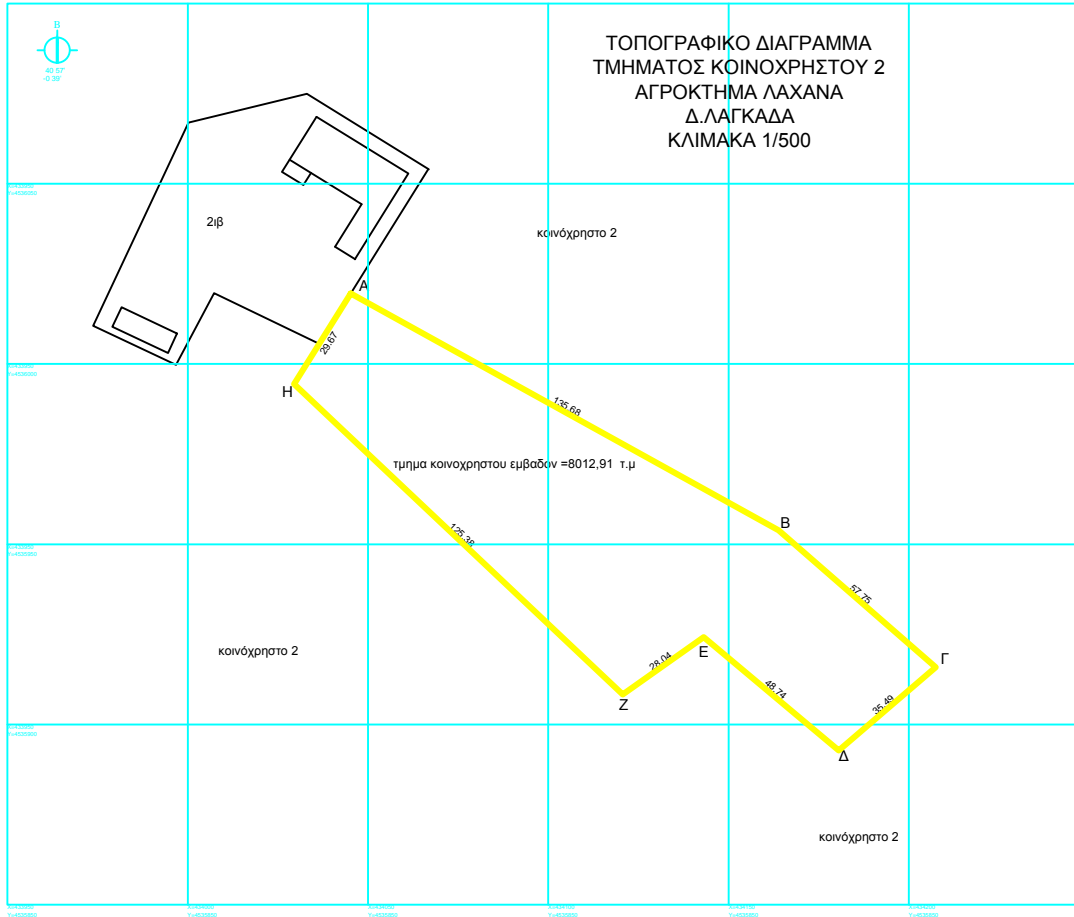 ΤΟΠΟΓΡΑΦΙΚΟ ΔΙΑΓΡΑΜΜΑ
ΤΜΗΜΑΤΟΣ ΚΟΙΝΟΧΡΗΣΤΟΥ 2
ΑΓΡΟΚΤΗΜΑ ΛΑΧΑΝΑ
Δ.ΛΑΓΚΑΔΑ
ΚΛΙΜΑΚΑ 1/500
Β
2ιβ
κοινόχρηστο 2
Α
29.67
Η
135.68
τμημα κοινοχρηστου εμβαδον =8012,91 τ.μ
Β
125.36
57.75
κοινόχρηστο 2
Ε
Γ
28.04
48.74
35.49
Ζ
Δ
κοινόχρηστο 2